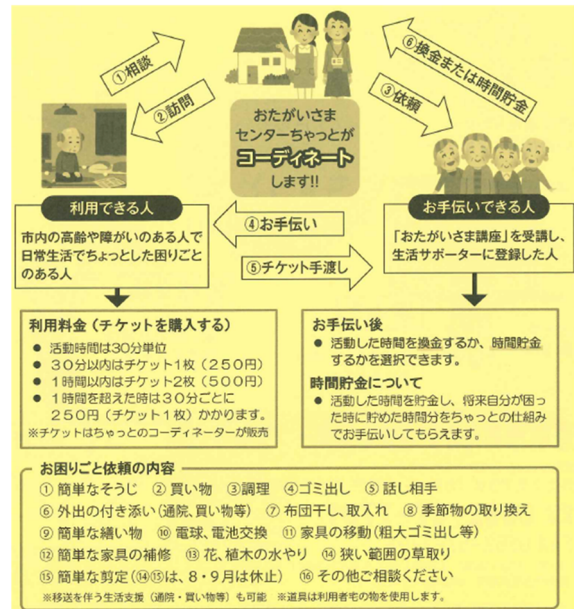 ①相談
②訪問
おたがいさま
センターちゃっとが
コーディネート
します!!
③依頼
⑥換金または時間貯金
利用できる人
市内の高齢や障がいのある人で
日常生活でちょっとした困りごと
のある人
④お手伝い
⑤チケット手渡し
お手伝いできる人
「おたがいさま講座」を受講し、
生活サポーターに登録した人
利用料金(チケットを購入する)
● 活動時間は30分単位
● 30分以内はチケット1枚(250円)
● 1時間以内はチケット2枚(500円)
● 1時間を超えた時は30分ごとに
250円(チケット1枚)かかります。
※チケットはちゃっとのコーディネーターが販売
お手伝い後
● 活動した時間を換金するか、時間貯金
するかを選択できます。
時間貯金について
● 活動した時間を貯金し、将来自分が困っ
た時に貯めた時間分をちゃっとの仕組み
でお手伝いしてもらえます。
お困りごと依頼の内容
①簡単なそうじ ②買い物 ③調理 ④ゴミ出し ⑤話し相手
⑥外出の付き添い(通院、買い物等) ⑦布団干し、取入れ ⑧季節物の取り換え
⑨簡単な繕い物 ⑩電球、電池交換 ⑪家具の移動(粗大ゴミ出し等)
⑫簡単な家具の補修 ⑬花、植木の水やり ⑭狭い範囲の草取り
⑮簡単な剪定(⑭⑮は、8・9月は休止) ⑯その他ご相談ください
※移送を伴う生活支援(通院・買い物等)も可能 ※道具は利用者宅の物を使用します。